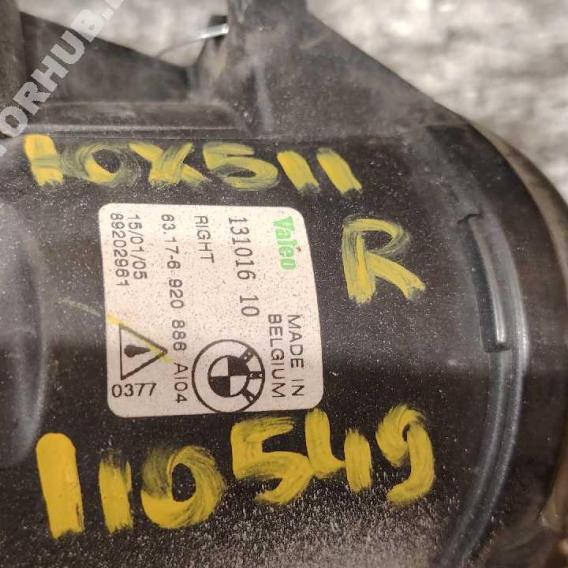 10X511
R
Valeo
131016 10
RIGHT
MADE IN
BELGIUM
63.17-6 920 886 AI04
15/01/05
89202981
0377
110549